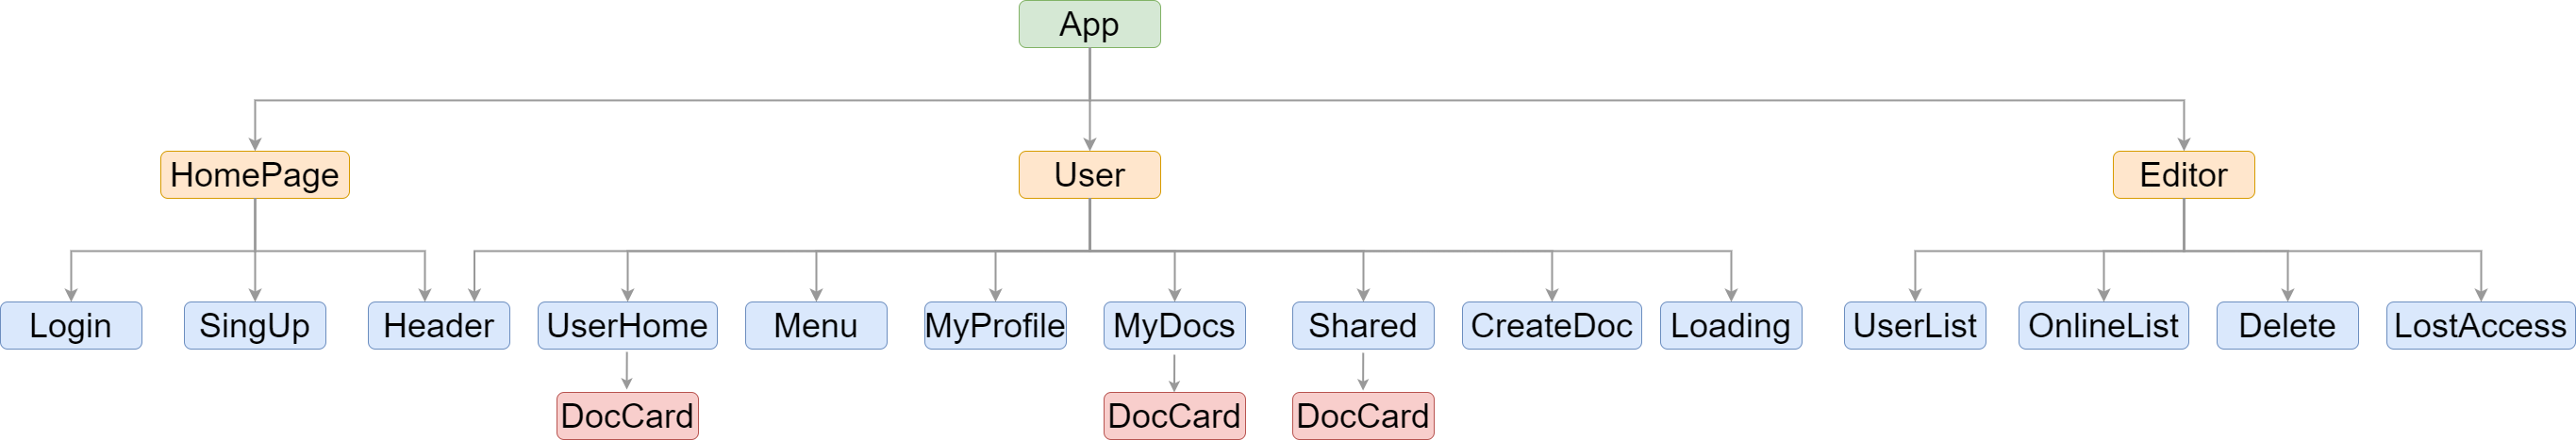 App
HomePage
User
Editor
Login
SingUp
Header
UserHome
Menu
MyProfile
MyDocs
Shared
CreateDoc
Loading
UserList
OnlineList
Delete
LostAccess
DocCard
DocCard
DocCard